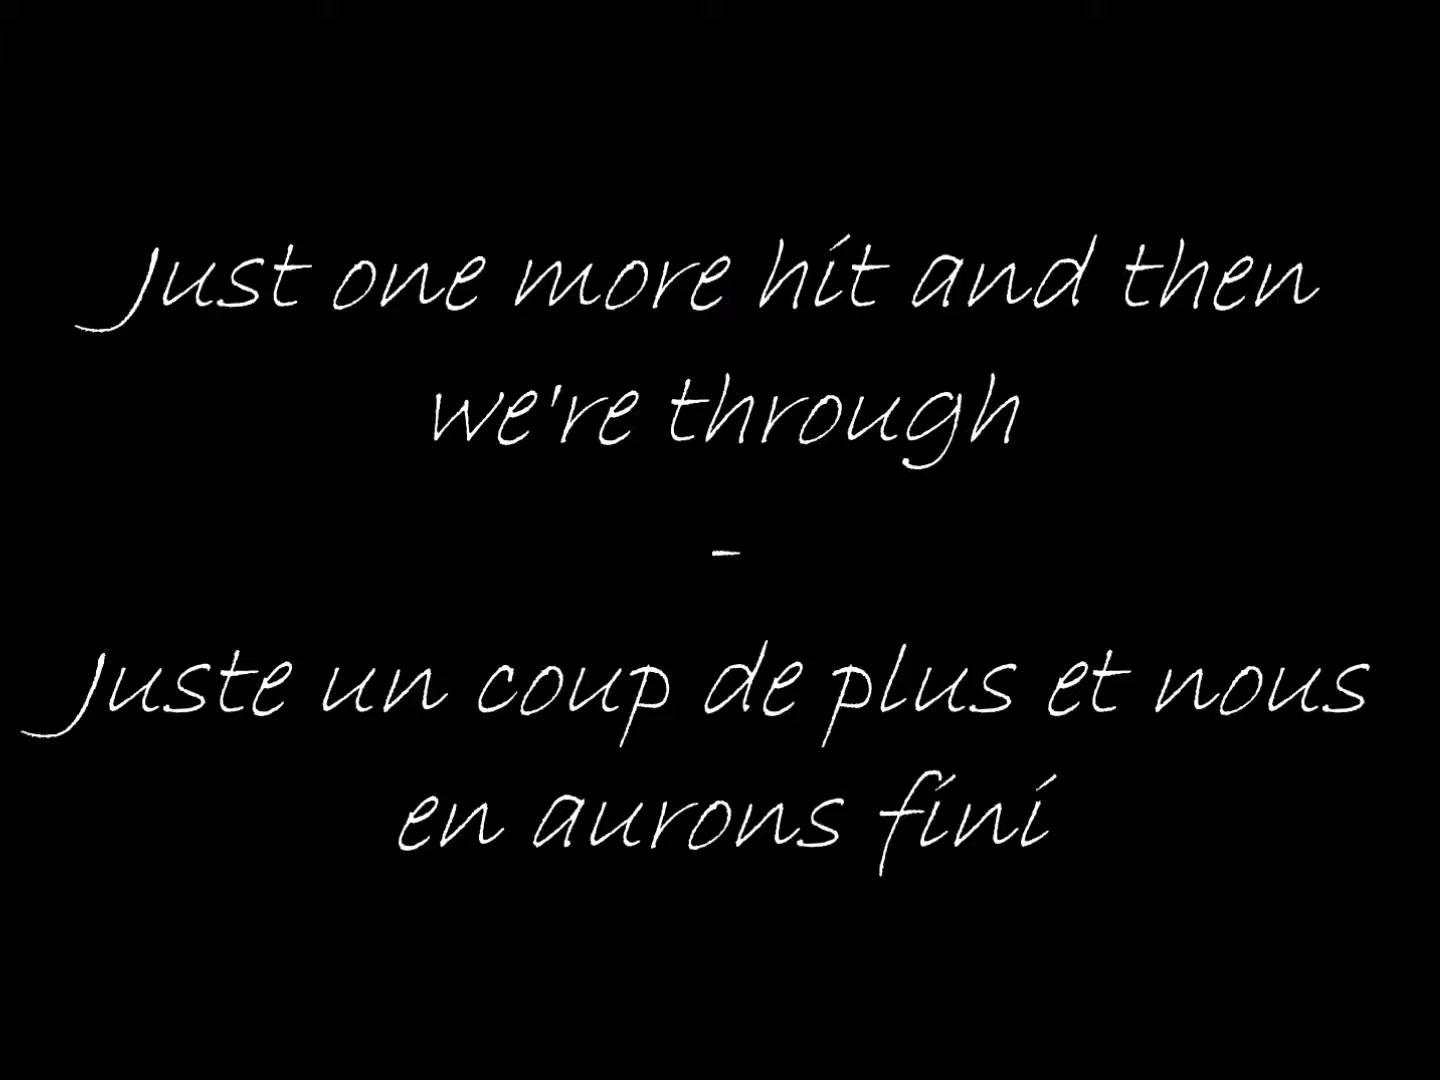 Just one more hit and then
we're through
-
Juste un coup de plus et nous
en aurons fini